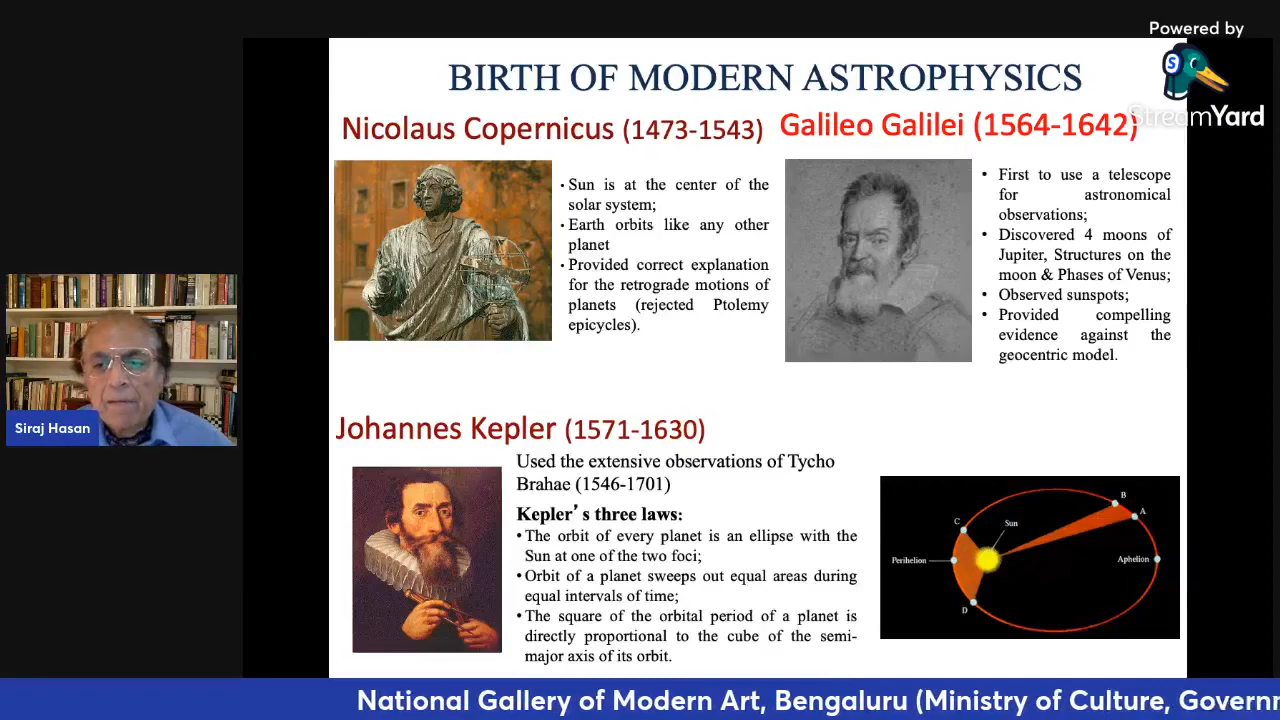 Powered by
StreamYard
BIRTH OF MODERN ASTROPHYSICS
Nicolaus Copernicus (1473-1543)
• Sun is at the center of the
solar system;
• Earth orbits like any other
planet
• Provided correct explanation
for the retrograde motions of
planets (rejected Ptolemy
epicycles).
Galileo Galilei (1564-1642)
• First to use a telescope
for astronomical
observations;
• Discovered 4 moons of
Jupiter, Structures on the
moon & Phases of Venus;
• Observed sunspots;
• Provided compelling
evidence against the
geocentric model.
Siraj Hasan
Johannes Kepler (1571-1630)
Used the extensive observations of Tycho
Brahae (1546-1701)
Kepler's three laws:
• The orbit of every planet is an ellipse with the
Sun at one of the two foci;
• Orbit of a planet sweeps out equal areas during
equal intervals of time;
• The square of the orbital period of a planet is
directly proportional to the cube of the semi-
major axis of its orbit.
B
A
C
Sun
Perihelion
Aphelion
D
National Gallery of Modern Art, Bengaluru (Ministry of Culture, Govern